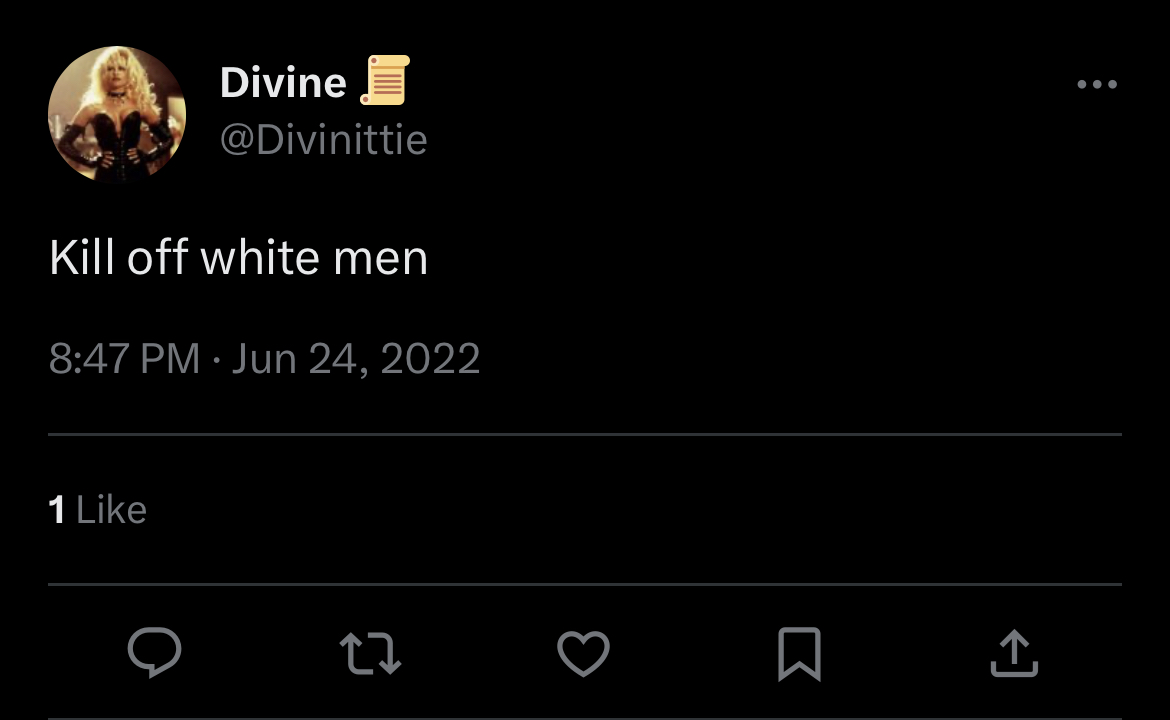 Divine 📜
@Divinittie
Kill off white men
8:47 PM · Jun 24, 2022
1 Like